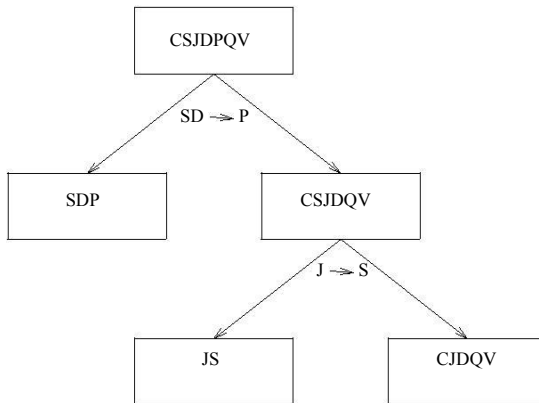 CSJDPQV
SD → P
SDP
CSJDQV
J → S
JS
CJDQV